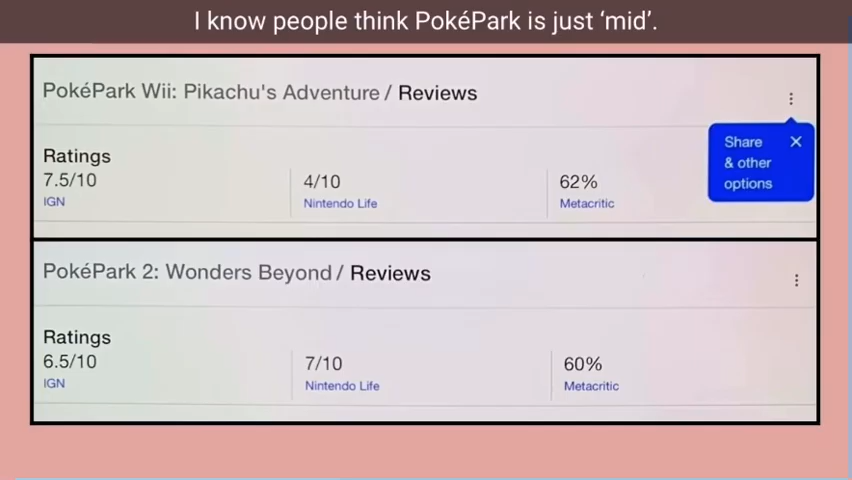 I know people think PokéPark is just ‘mid’.
PokéPark Wii: Pikachu's Adventure / Reviews
Share
& other
options
Ratings
7.5/10
IGN
4/10
Nintendo Life
62%
Metacritic
PokéPark 2: Wonders Beyond / Reviews
Ratings
6.5/10
IGN
7/10
Nintendo Life
60%
Metacritic